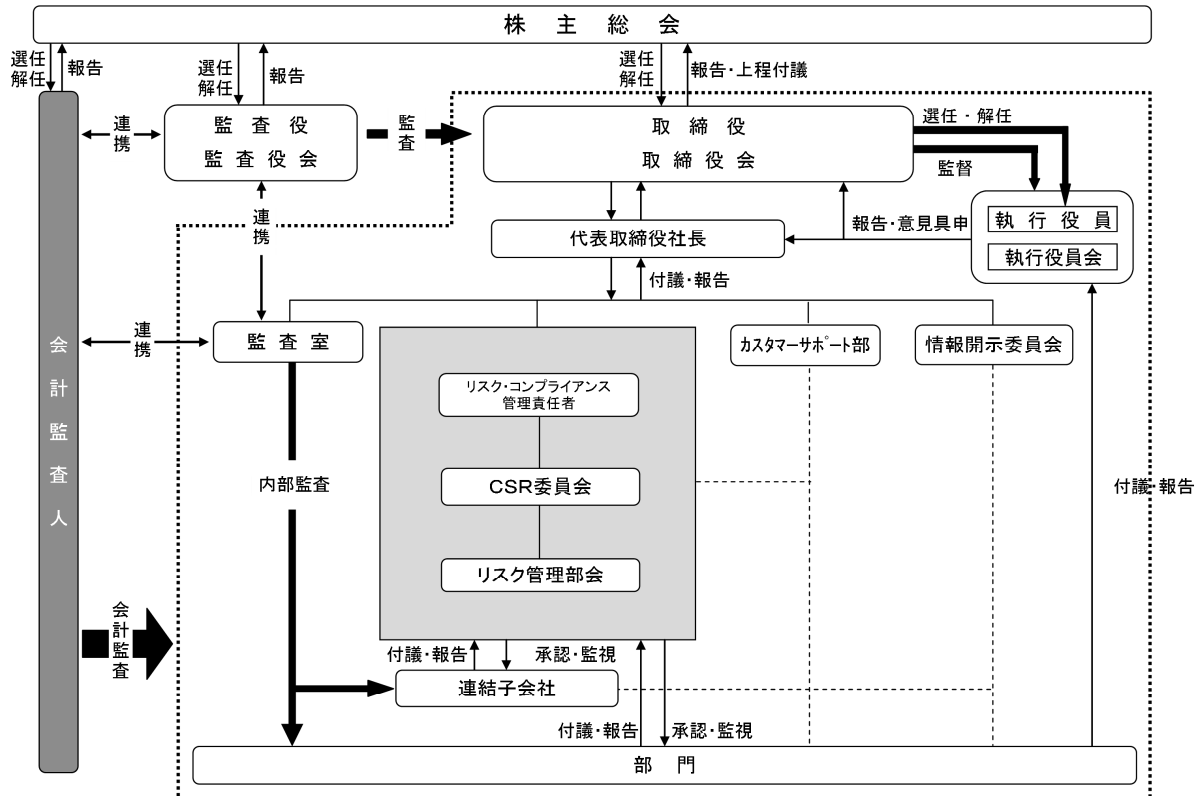 株 主 総 会
選任
解任
報告
選任
解任
報告
選任
解任
報告・上程付議
連
携
監 査 役
監 査 役 会
監
査
取 締 役
取 締 役 会
選任・解任
監督
執 行 役 員
執行役員会
連
携
代表取締役社長
報告・意見具申
付議・報告
会
計
監
査
人
連
携
監 査 室
カスタマーサポート部
情報開示委員会
リスク・コンプライアンス
管理責任者
CSR委員会
リスク管理部会
内部監査
付議・報告
会
計
監
査
付議・報告
承認・監視
連結子会社
付議・報告
承認・監視
部 門